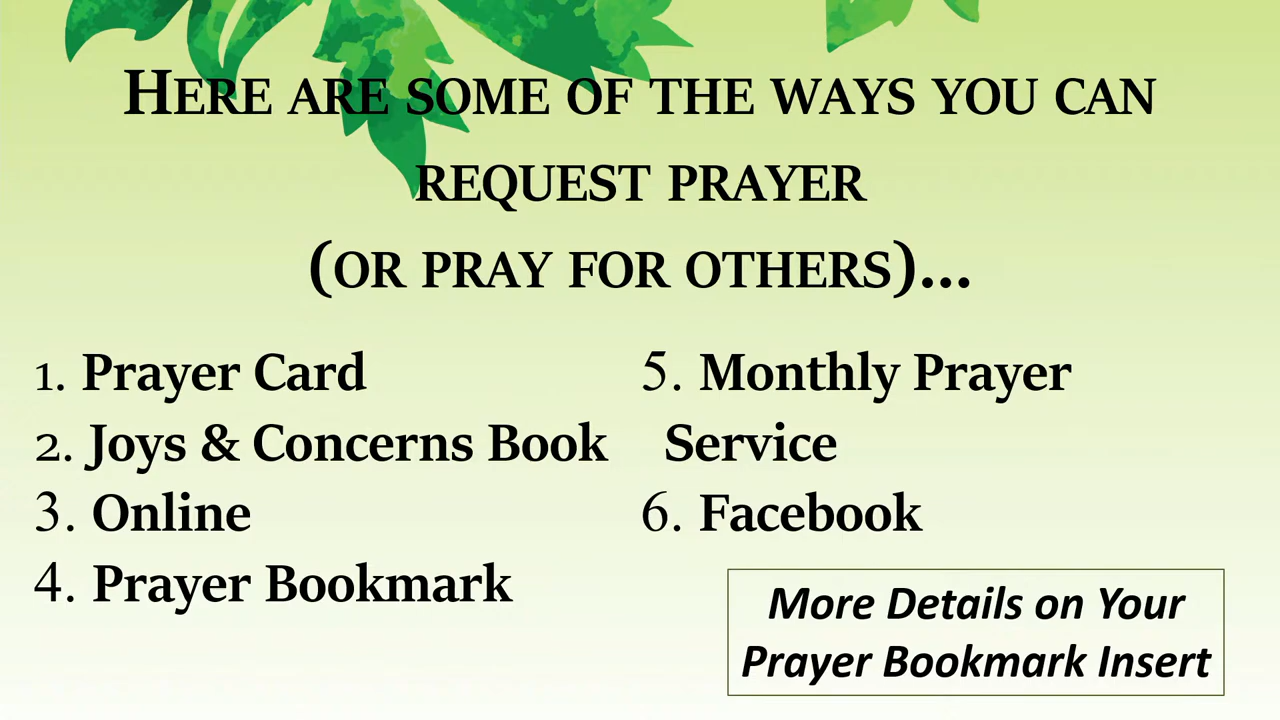 Here are some of the ways you can
request prayer
(or pray for others)...
1. Prayer Card
2. Joys & Concerns Book
3. Online
4. Prayer Bookmark
5. Monthly Prayer
Service
6. Facebook
More Details on Your
Prayer Bookmark Insert